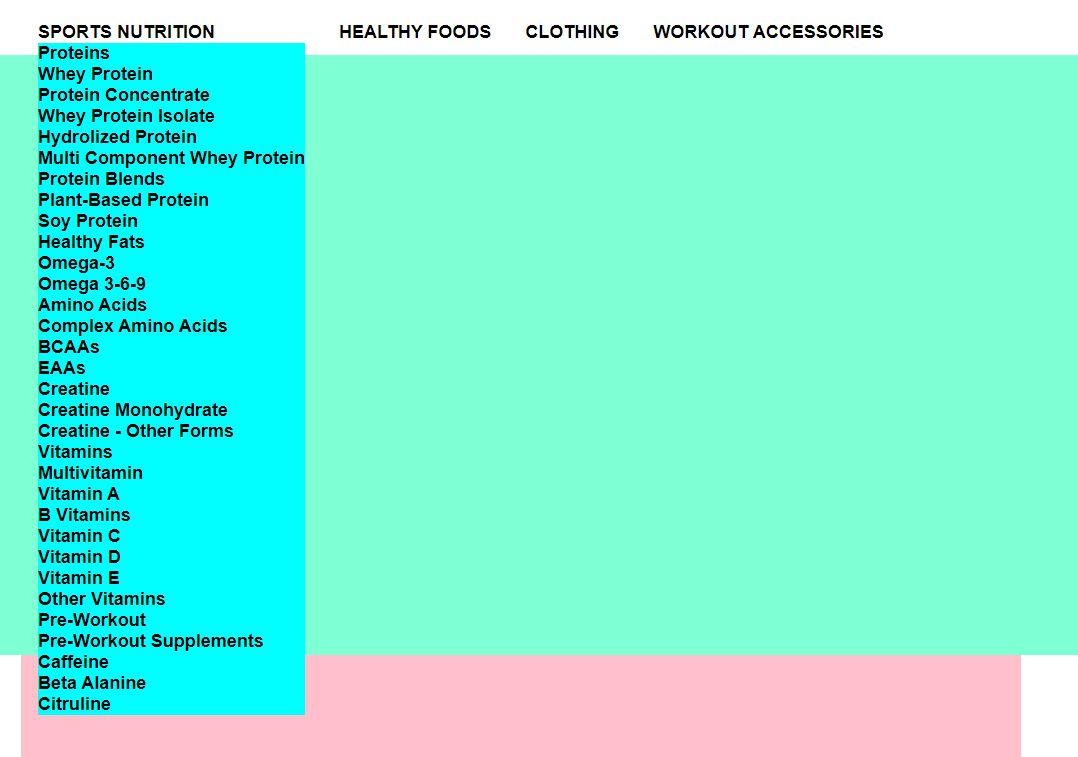 SPORTS NUTRITION HEALTHY FOODS CLOTHING WORKOUT ACCESSORIES
Proteins
Whey Protein
Protein Concentrate
Whey Protein Isolate
Hydrolized Protein
Multi Component Whey Protein
Protein Blends
Plant-Based Protein
Soy Protein
Healthy Fats
Omega-3
Omega 3-6-9
Amino Acids
Complex Amino Acids
BCAAs
EAAs
Creatine
Creatine Monohydrate
Creatine - Other Forms
Vitamins
Multivitamin
Vitamin A
B Vitamins
Vitamin C
Vitamin D
Vitamin E
Other Vitamins
Pre-Workout
Pre-Workout Supplements
Caffeine
Beta Alanine
Citruline